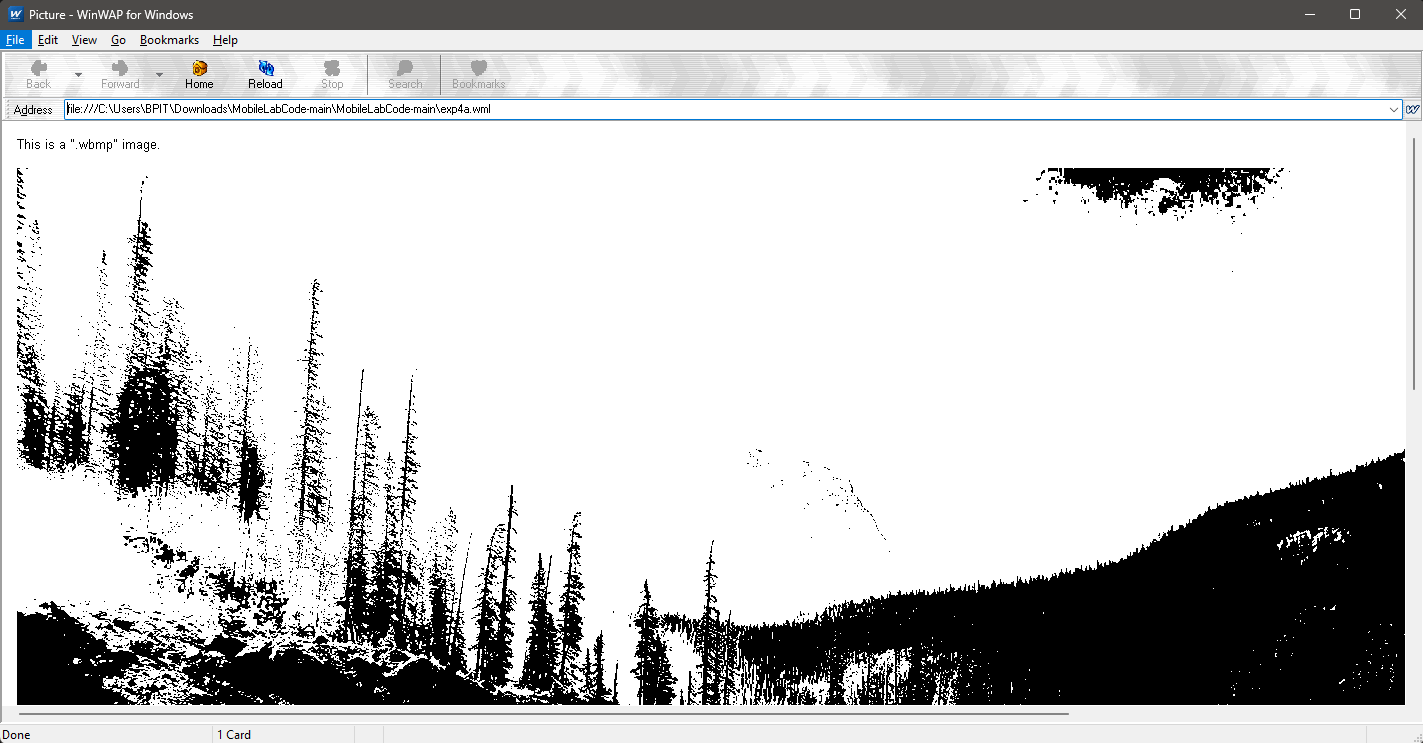 Picture - WinWAP for Windows
File Edit View Go Bookmarks Help
Back Forward Home Reload Stop Search Bookmarks
Address file:///C:\Users\BPIT\Downloads\MobileLabCode-main\MobileLabCode-main\exp4a.wml
This is a ".wbmp" image.
Done 1 Card